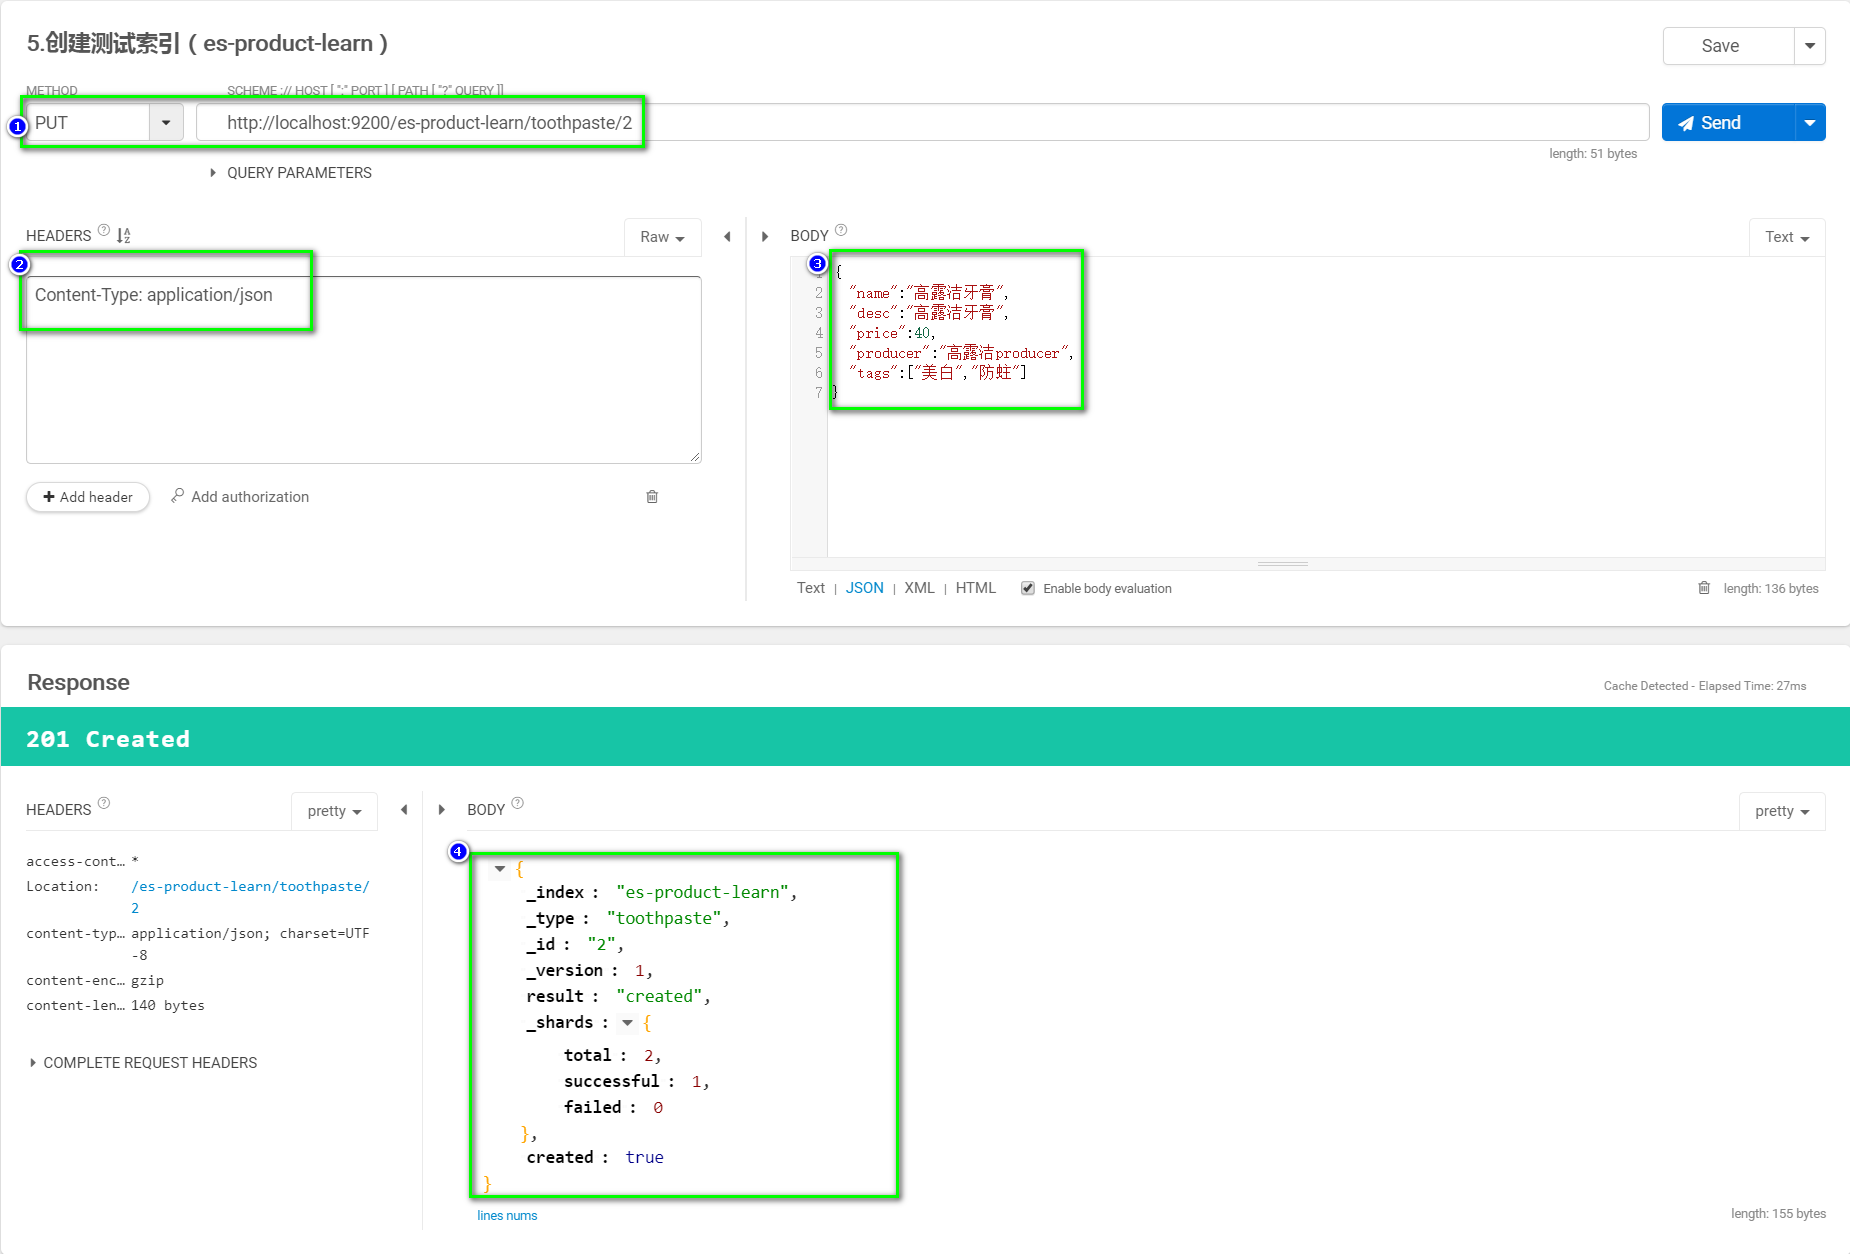 5.创建测试索引（es-product-learn）
Save
METHOD
SCHEME :// HOST [ ":" PORT ] [ PATH [ "?" QUERY ]]
1
PUT
http://localhost:9200/es-product-learn/toothpaste/2
Send
length: 51 bytes
QUERY PARAMETERS
HEADERS ?
Raw
BODY ?
Text
2
Content-Type: application/json
3
1 {
2 "name":"高露洁牙膏",
3 "desc":"高露洁牙膏",
4 "price":40,
5 "producer":"高露洁producer",
6 "tags":["美白","防蛀"]
7 }
Add header
Add authorization
Text | JSON | XML | HTML
Enable body evaluation
length: 136 bytes
Response
Cache Detected - Elapsed Time: 27ms
201 Created
HEADERS ?
pretty
BODY ?
pretty
access-cont... *
Location: /es-product-learn/toothpaste/
2
content-typ... application/json; charset=UTF
-8
content-enc... gzip
content-len... 140 bytes
COMPLETE REQUEST HEADERS
4
{
_index : "es-product-learn",
_type : "toothpaste",
_id : "2",
_version : 1,
result : "created",
_shards : {
total : 2,
successful : 1,
failed : 0
},
created : true
}
lines nums
length: 155 bytes